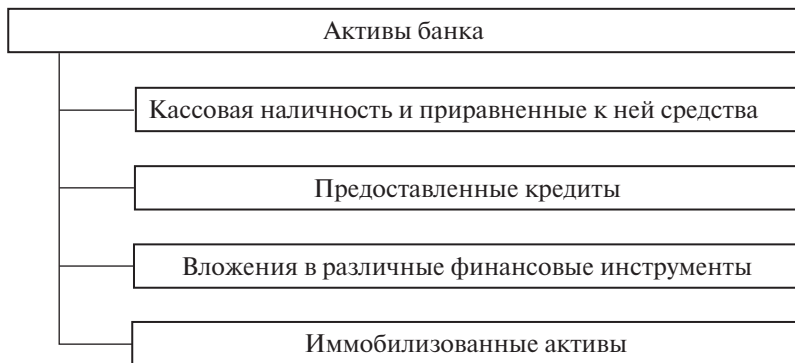 Активы банка
Кассовая наличность и приравненные к ней средства
Предоставленные кредиты
Вложения в различные финансовые инструменты
Иммобилизованные активы